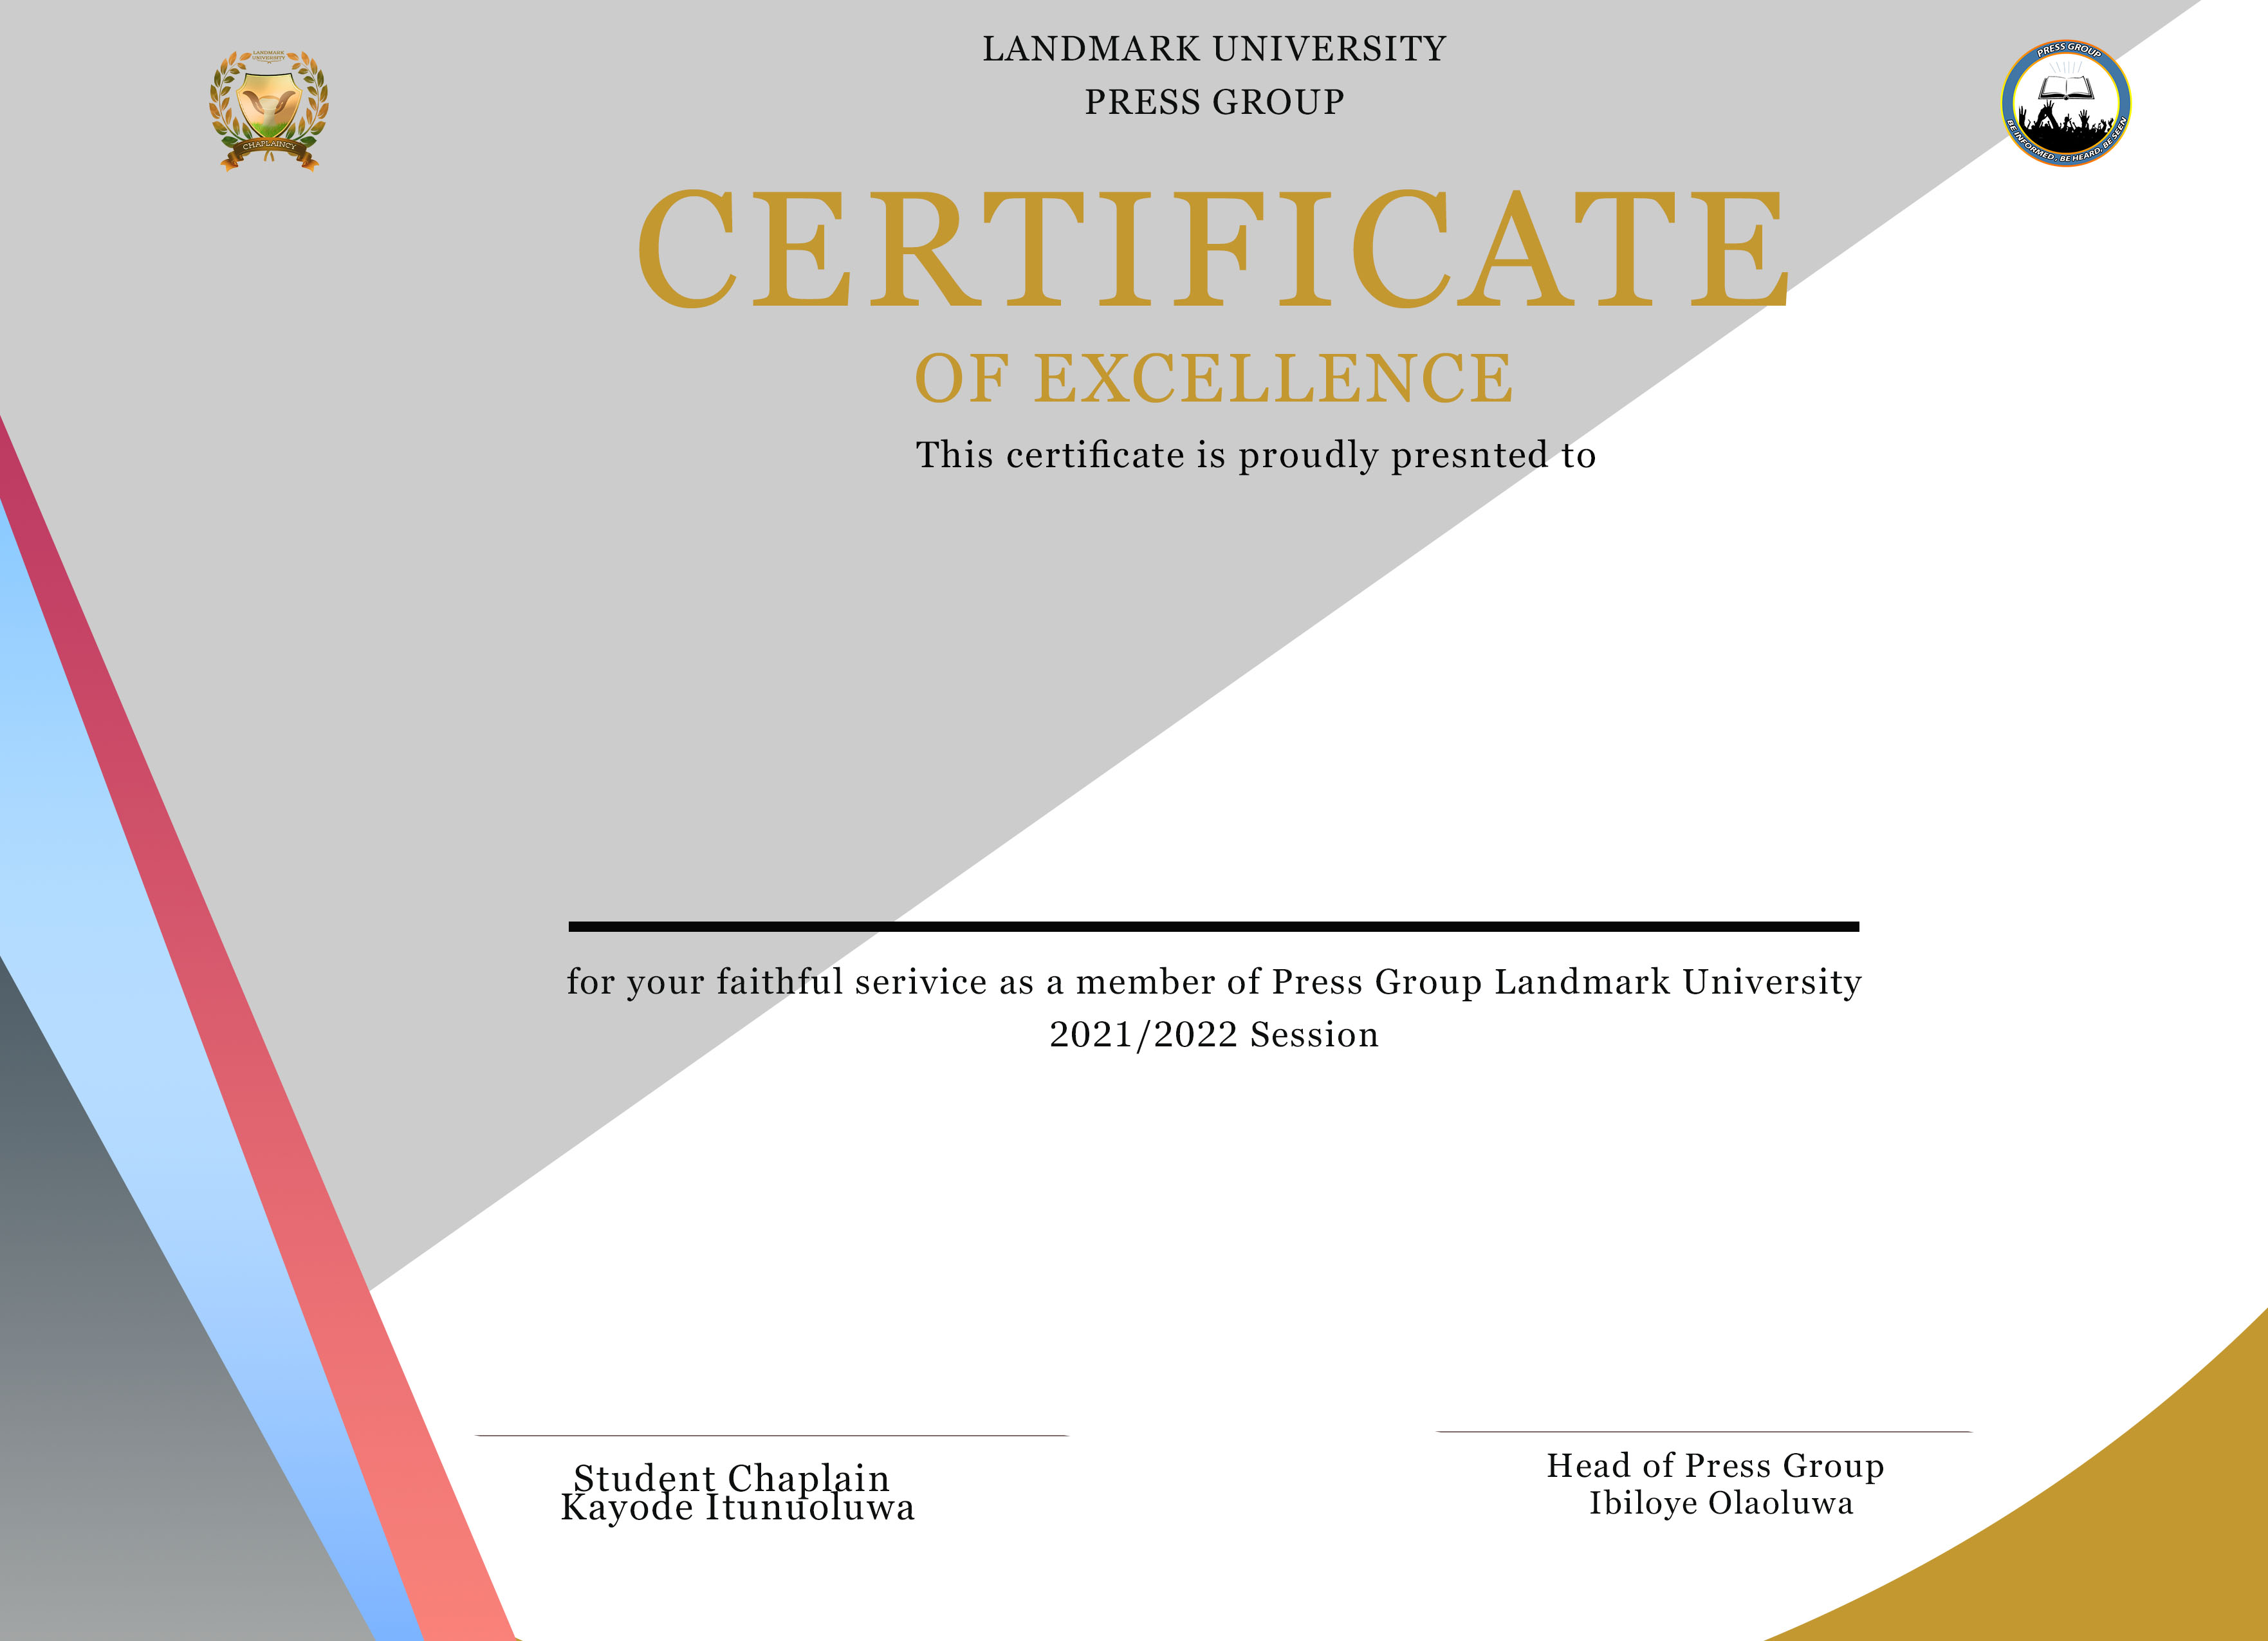 LANDMARK UNIVERSITY
PRESS GROUP
LANDMARK
UNIVERSITY
CHAPLAINCY
PRESS GROUP
BE INFORMED, BE HEARD, BE SEEN
CERTIFICATE
OF EXCELLENCE
This certificate is proudly presnted to
for your faithful serivice as a member of Press Group Landmark University
2021/2022 Session
Student Chaplain
Kayode Itunuoluwa
Head of Press Group
Ibiloye Olaoluwa